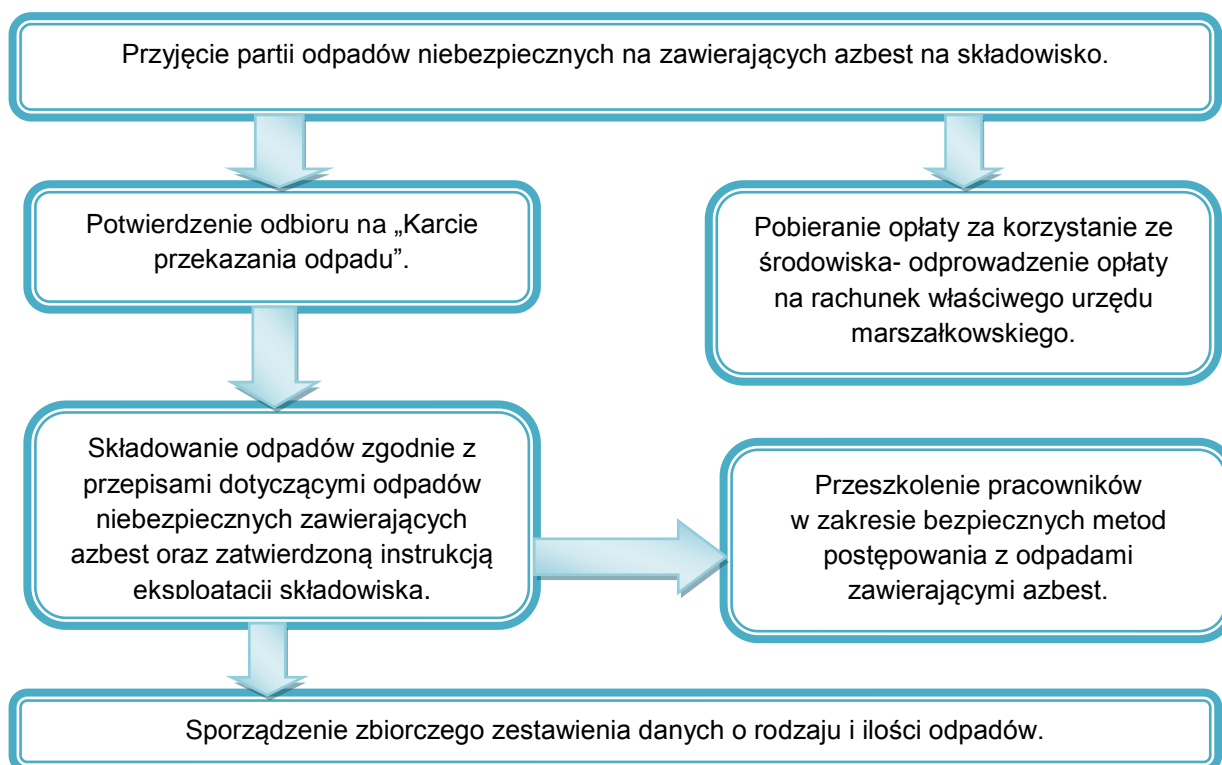 Przyjęcie partii odpadów niebezpiecznych na zawierających azbest na składowisko.
Potwierdzenie odbioru na „Karcie
przekazania odpadu”.
Pobieranie opłaty za korzystanie ze
środowiska- odprowadzenie opłaty
na rachunek właściwego urzędu
marszałkowskiego.
Składowanie odpadów zgodnie z
przepisami dotyczącymi odpadów
niebezpiecznych zawierających
azbest oraz zatwierdzoną instrukcją
eksploatacji składowiska.
Przeszkolenie pracowników
w zakresie bezpiecznych metod
postępowania z odpadami
zawierającymi azbest.
Sporządzenie zbiorczego zestawienia danych o rodzaju i ilości odpadów.